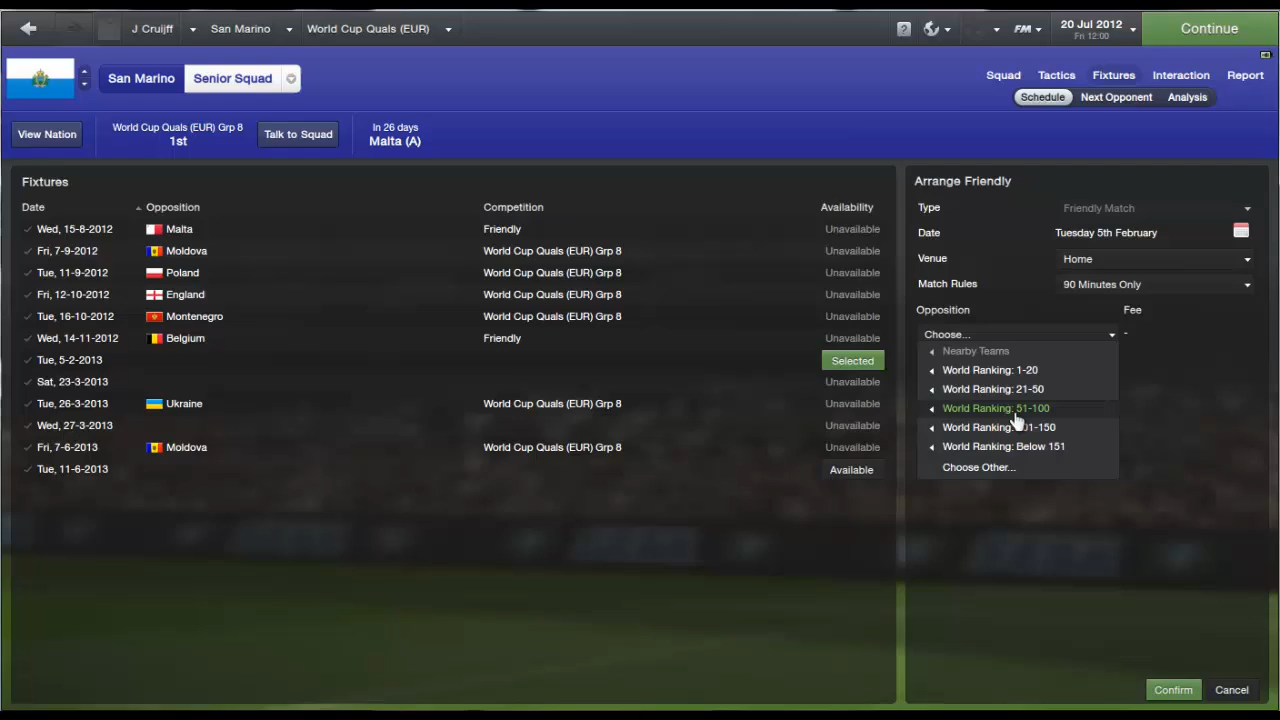 J Cruijff San Marino World Cup Quals (EUR) ? FM 20 Jul 2012 Continue
Fri 12:00
San Marino Senior Squad Squad Tactics Fixtures Interaction Report
Schedule Next Opponent Analysis
View Nation World Cup Quals (EUR) Grp 8 Talk to Squad In 26 days
1st Malta (A)
Fixtures
Date Opposition Competition Availability
Wed, 15-8-2012 Malta Friendly Unavailable
Fri, 7-9-2012 Moldova World Cup Quals (EUR) Grp 8 Unavailable
Tue, 11-9-2012 Poland World Cup Quals (EUR) Grp 8 Unavailable
Fri, 12-10-2012 England World Cup Quals (EUR) Grp 8 Unavailable
Tue, 16-10-2012 Montenegro World Cup Quals (EUR) Grp 8 Unavailable
Wed, 14-11-2012 Belgium Friendly Unavailable
Tue, 5-2-2013 Selected
Sat, 23-3-2013 Unavailable
Tue, 26-3-2013 Ukraine World Cup Quals (EUR) Grp 8 Unavailable
Wed, 27-3-2013 Unavailable
Fri, 7-6-2013 Moldova World Cup Quals (EUR) Grp 8 Unavailable
Tue, 11-6-2013 Available
Arrange Friendly
Type Friendly Match
Date Tuesday 5th February
Venue Home
Match Rules 90 Minutes Only
Opposition Fee
Choose... -
Nearby Teams
World Ranking: 1-20
World Ranking: 21-50
World Ranking: 51-100
World Ranking: 01-150
World Ranking: Below 151
Choose Other...
Confirm Cancel